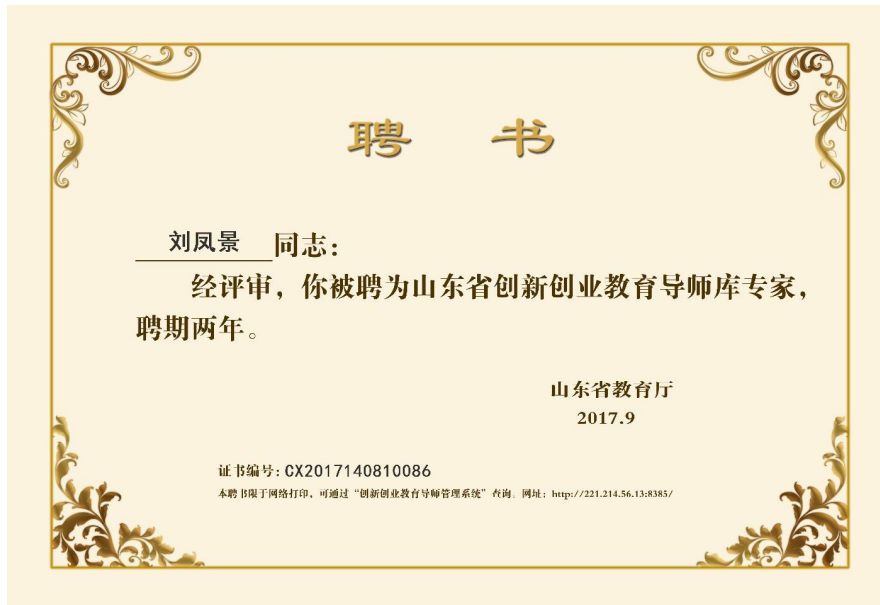 聘 书
刘凤景 同志：
经评审，你被聘为山东省创新创业教育导师库专家，
聘期两年。
山东省教育厅
2017.9
证书编号：CX2017140810086
本聘书限于网络打印，可通过“创新创业教育导师管理系统”查询。网址：http://221.214.56.13:8385/